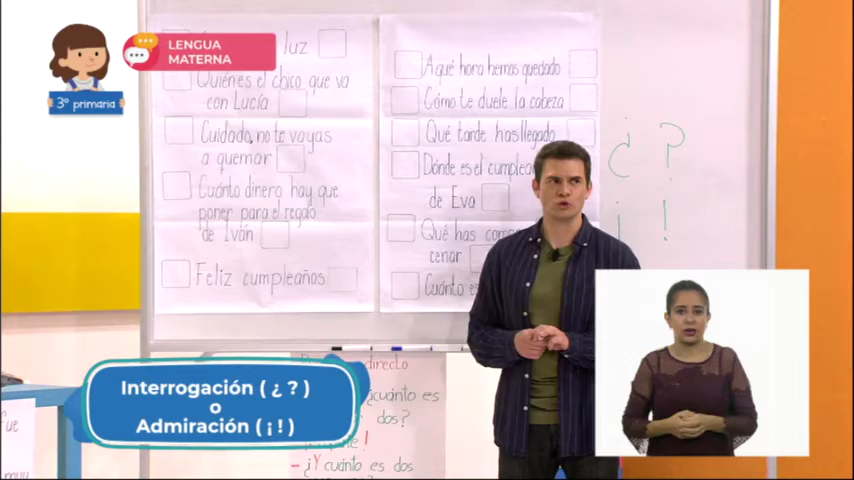 LENGUA
MATERNA
3º primaria
luz
Quién es el chico que va
con Lucía
Cuidado, no te vayas
a quemar
Cuánto dinero hay que
poner para el regalo
de Iván
Feliz cumpleaños
A qué hora hemos quedado
Cómo te duele la cabeza
Qué tarde has llegado
Dónde es el
de Eva
Qué has
cenar
Cuánto
¿ ?
¡ !
Interrogación ( ¿ ? )
o
Admiración ( ¡ ! )
directo
¿cuánto es
dos?
!
- ¿Y cuánto es dos